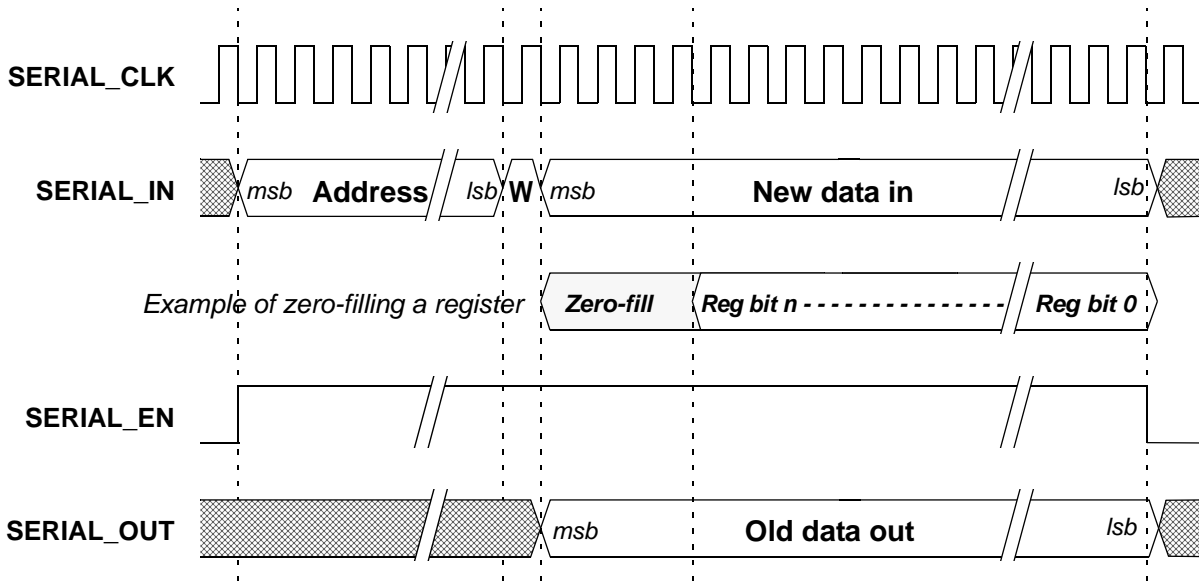 SERIAL_CLK
SERIAL_IN msb Address lsb W msb New data in lsb
Example of zero-filling a register Zero-fill Reg bit n - - - - - - - - - - - - - - - Reg bit 0
SERIAL_EN
SERIAL_OUT msb Old data out lsb